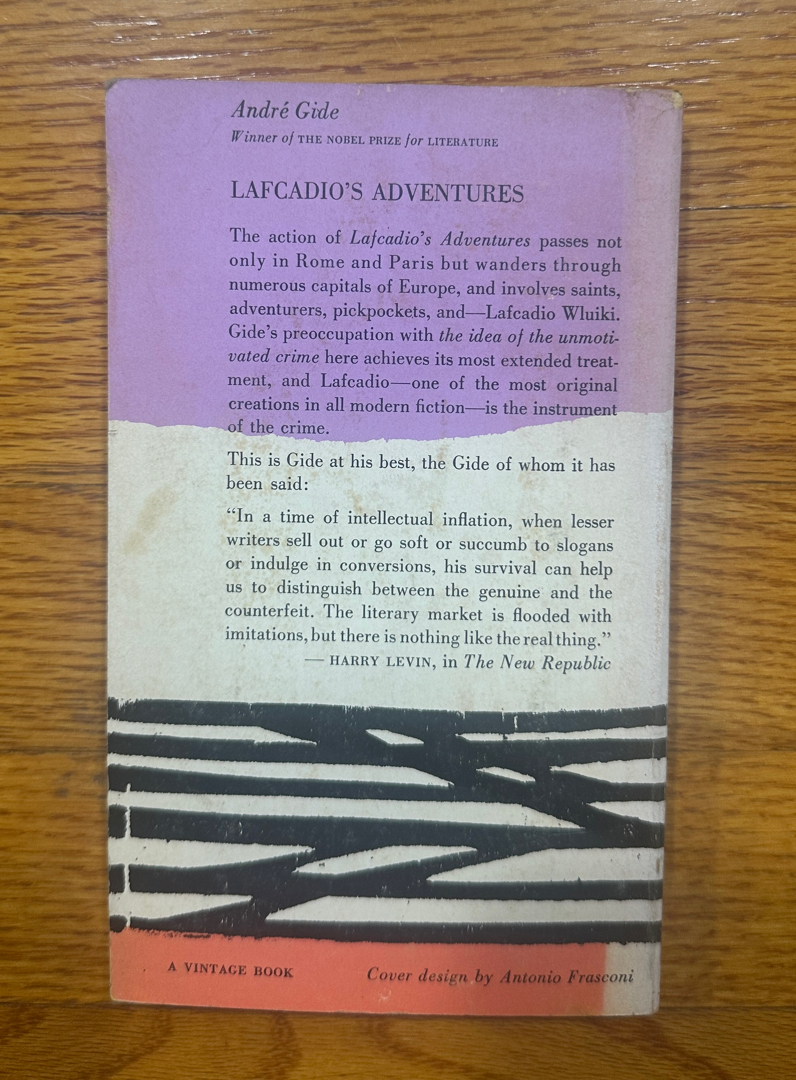 André Gide
Winner of THE NOBEL PRIZE for LITERATURE
LAFCADIO'S ADVENTURES
The action of Lafcadio's Adventures passes not
only in Rome and Paris but wanders through
numerous capitals of Europe, and involves saints,
adventurers, pickpockets, and—Lafcadio Wluiki.
Gide's preoccupation with the idea of the unmoti-
vated crime here achieves its most extended treat-
ment, and Lafcadio—one of the most original
creations in all modern fiction—is the instrument
of the crime.
This is Gide at his best, the Gide of whom it has
been said:
“In a time of intellectual inflation, when lesser
writers sell out or go soft or succumb to slogans
or indulge in conversions, his survival can help
us to distinguish between the genuine and the
counterfeit. The literary market is flooded with
imitations, but there is nothing like the real thing.”
— HARRY LEVIN, in The New Republic
A VINTAGE BOOK
Cover design by Antonio Frasconi